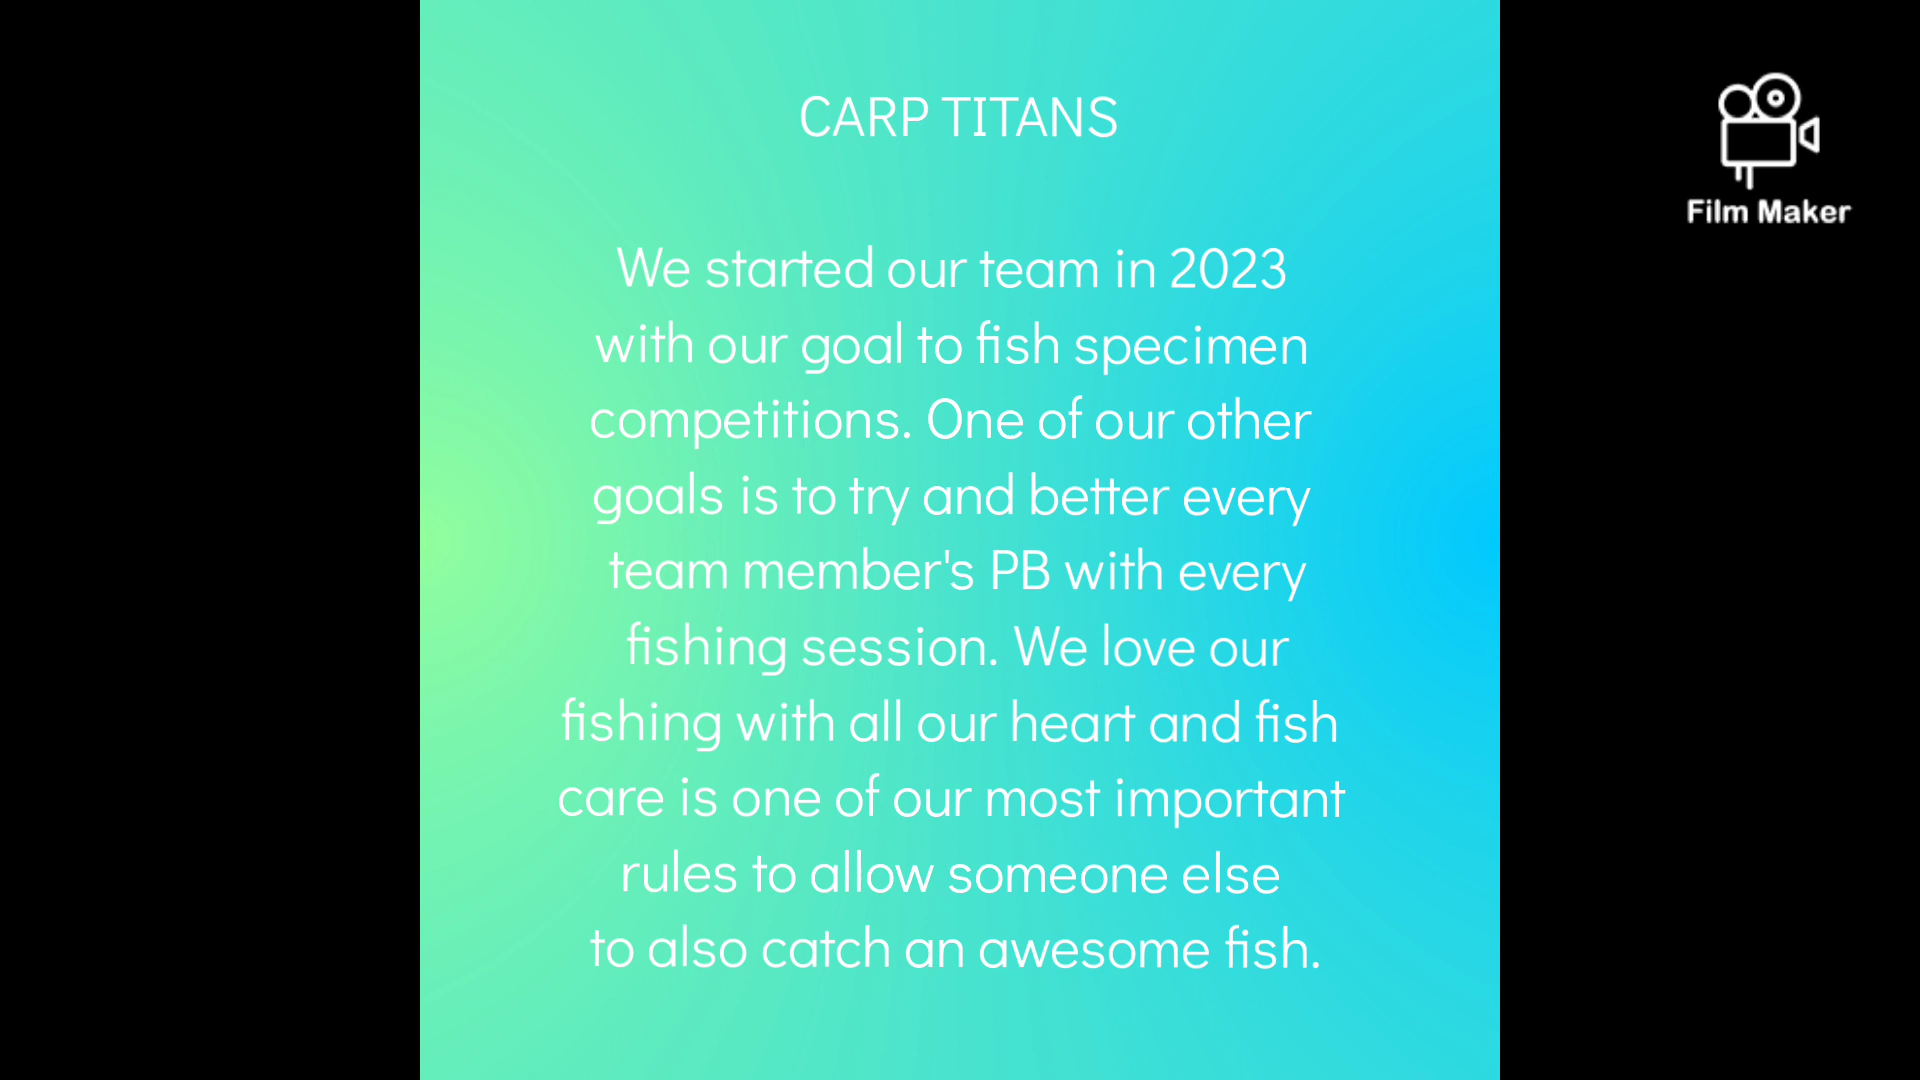 CARP TITANS
Film Maker
We started our team in 2023
with our goal to fish specimen
competitions. One of our other
goals is to try and better every
team member's PB with every
fishing session. We love our
fishing with all our heart and fish
care is one of our most important
rules to allow someone else
to also catch an awesome fish.